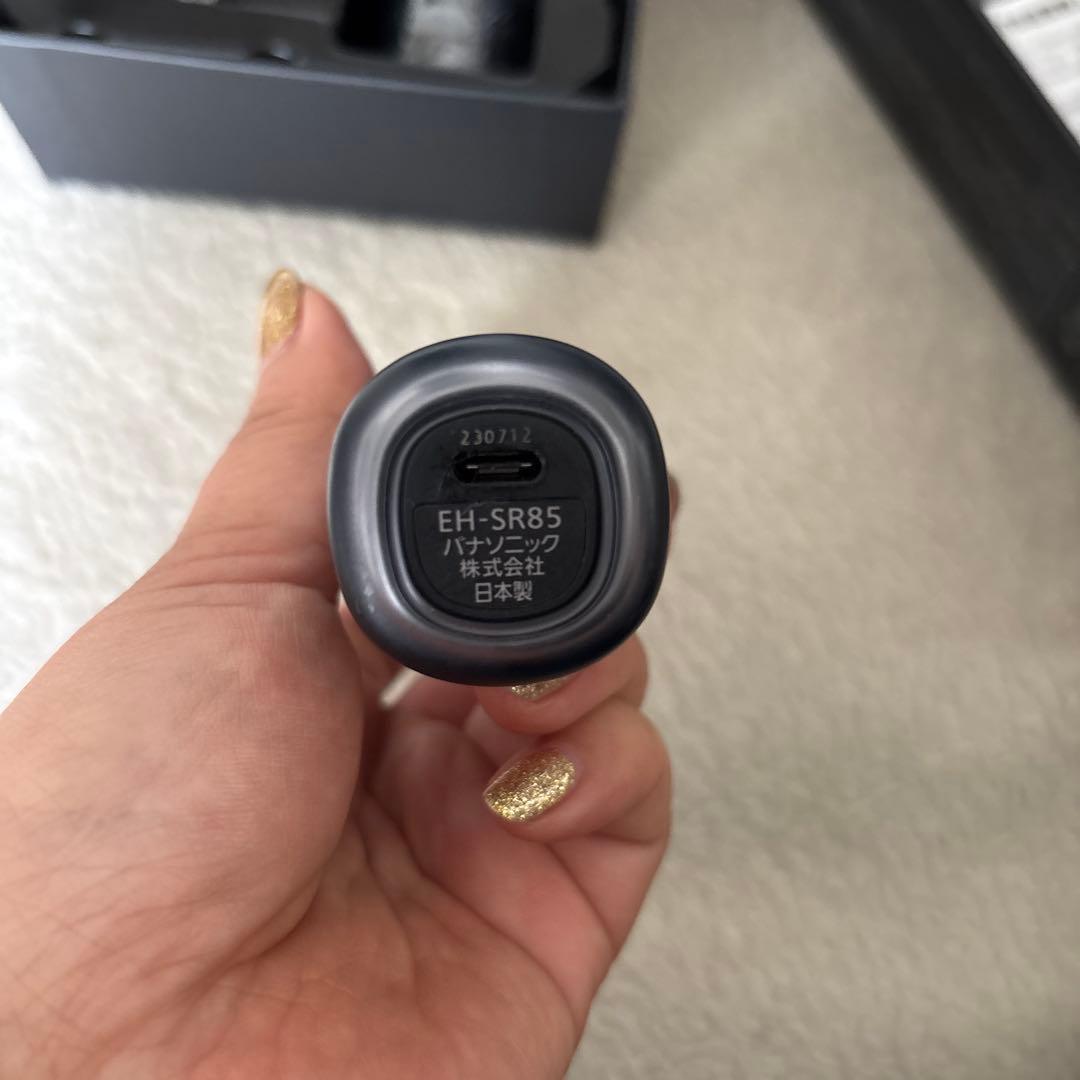 230712
EH-SR85
パナソニック
株式会社
日本製